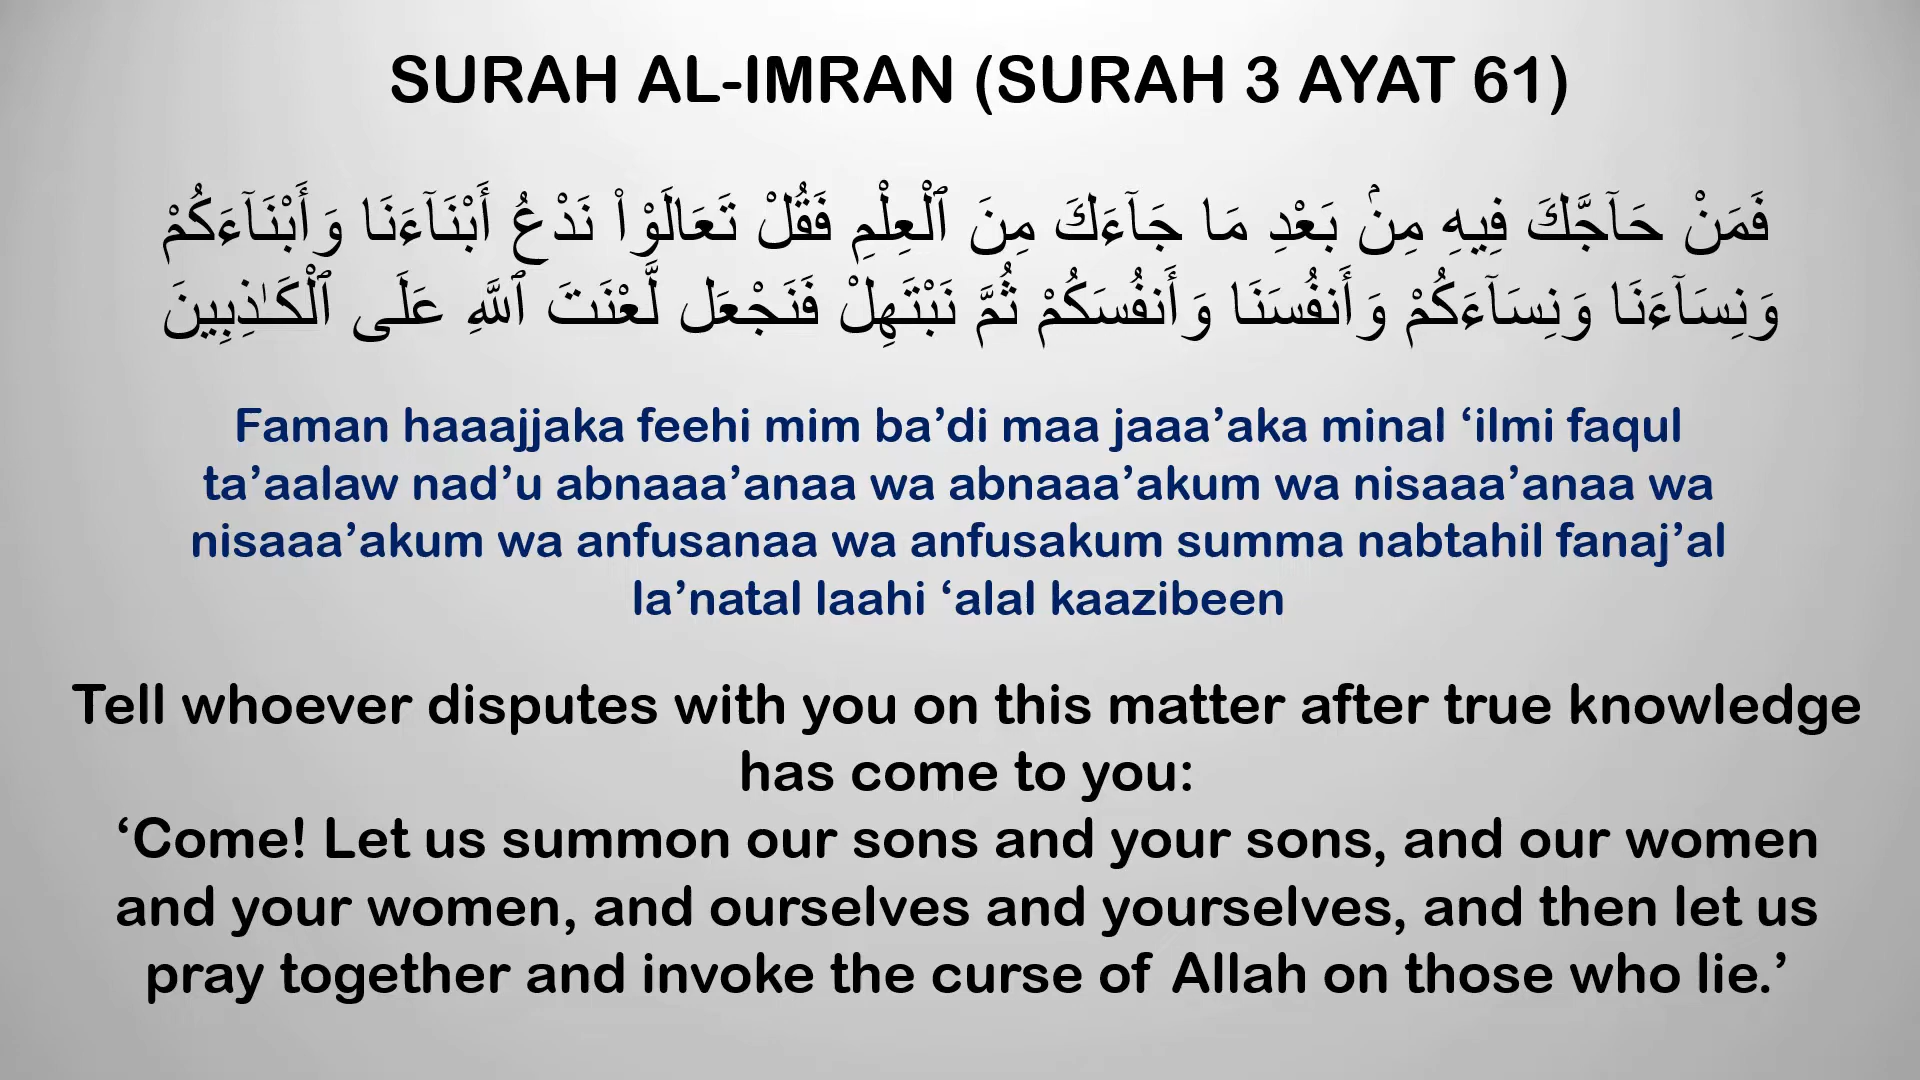 SURAH AL-IMRAN (SURAH 3 AYAT 61)
فَمَنْ حَآجَّكَ فِيهِ مِنۢ بَعْدِ مَا جَآءَكَ مِنَ ٱلْعِلْمِ فَقُلْ تَعَالَوْا۟ نَدْعُ أَبْنَآءَنَا وَأَبْنَآءَكُمْ
وَنِسَآءَنَا وَنِسَآءَكُمْ وَأَنفُسَنَا وَأَنفُسَكُمْ ثُمَّ نَبْتَهِلْ فَنَجْعَل لَّعْنَتَ ٱللَّهِ عَلَى ٱلْكَـٰذِبِينَ
Faman haaajjaka feehi mim ba’di maa jaaa’aka minal ‘ilmi faqul
ta’aalaw nad’u abnaaa’anaa wa abnaaa’akum wa nisaaa’anaa wa
nisaaa’akum wa anfusanaa wa anfusakum summa nabtahil fanaj’al
la’natal laahi ‘alal kaazibeen
Tell whoever disputes with you on this matter after true knowledge
has come to you:
‘Come! Let us summon our sons and your sons, and our women
and your women, and ourselves and yourselves, and then let us
pray together and invoke the curse of Allah on those who lie.’